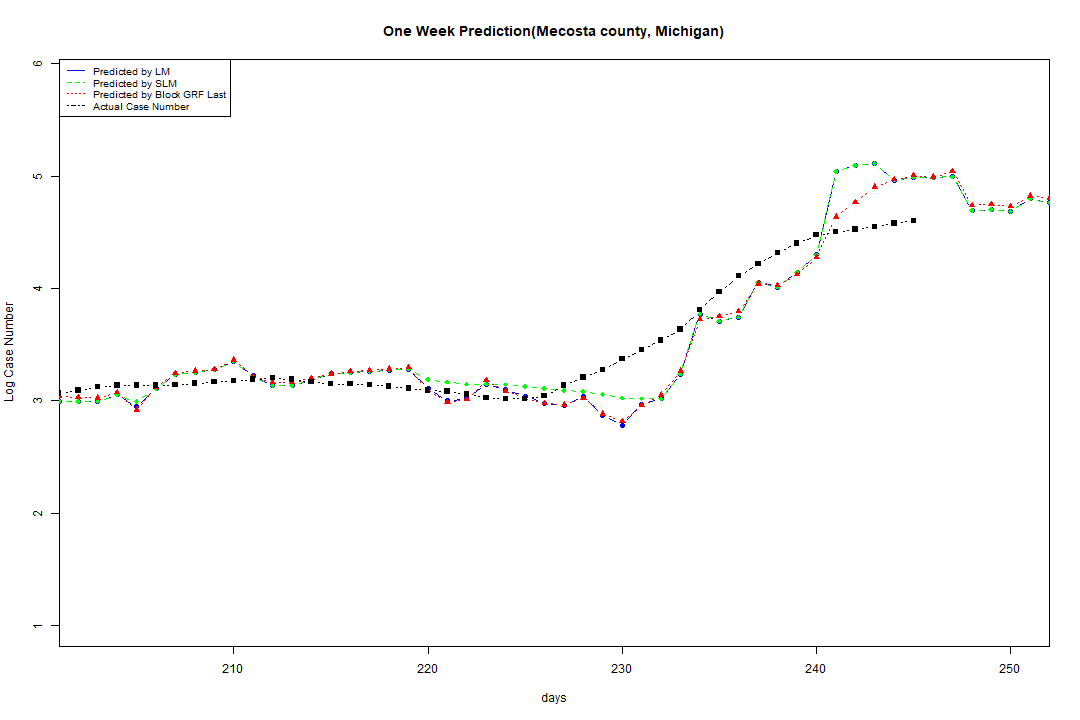 One Week Prediction(Mecosta county, Michigan)
Predicted by LM
Predicted by SLM
Predicted by Block GRF Last
Actual Case Number
6
5
4
3
2
1
Log Case Number
210
220
230
240
250
days